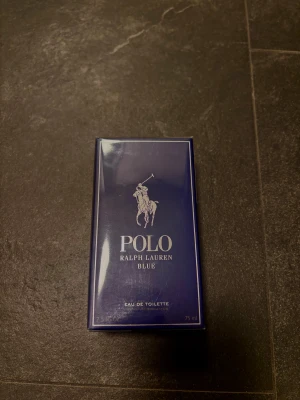 POLO
RALPH LAUREN
BLUE
EAU DE TOILETTE